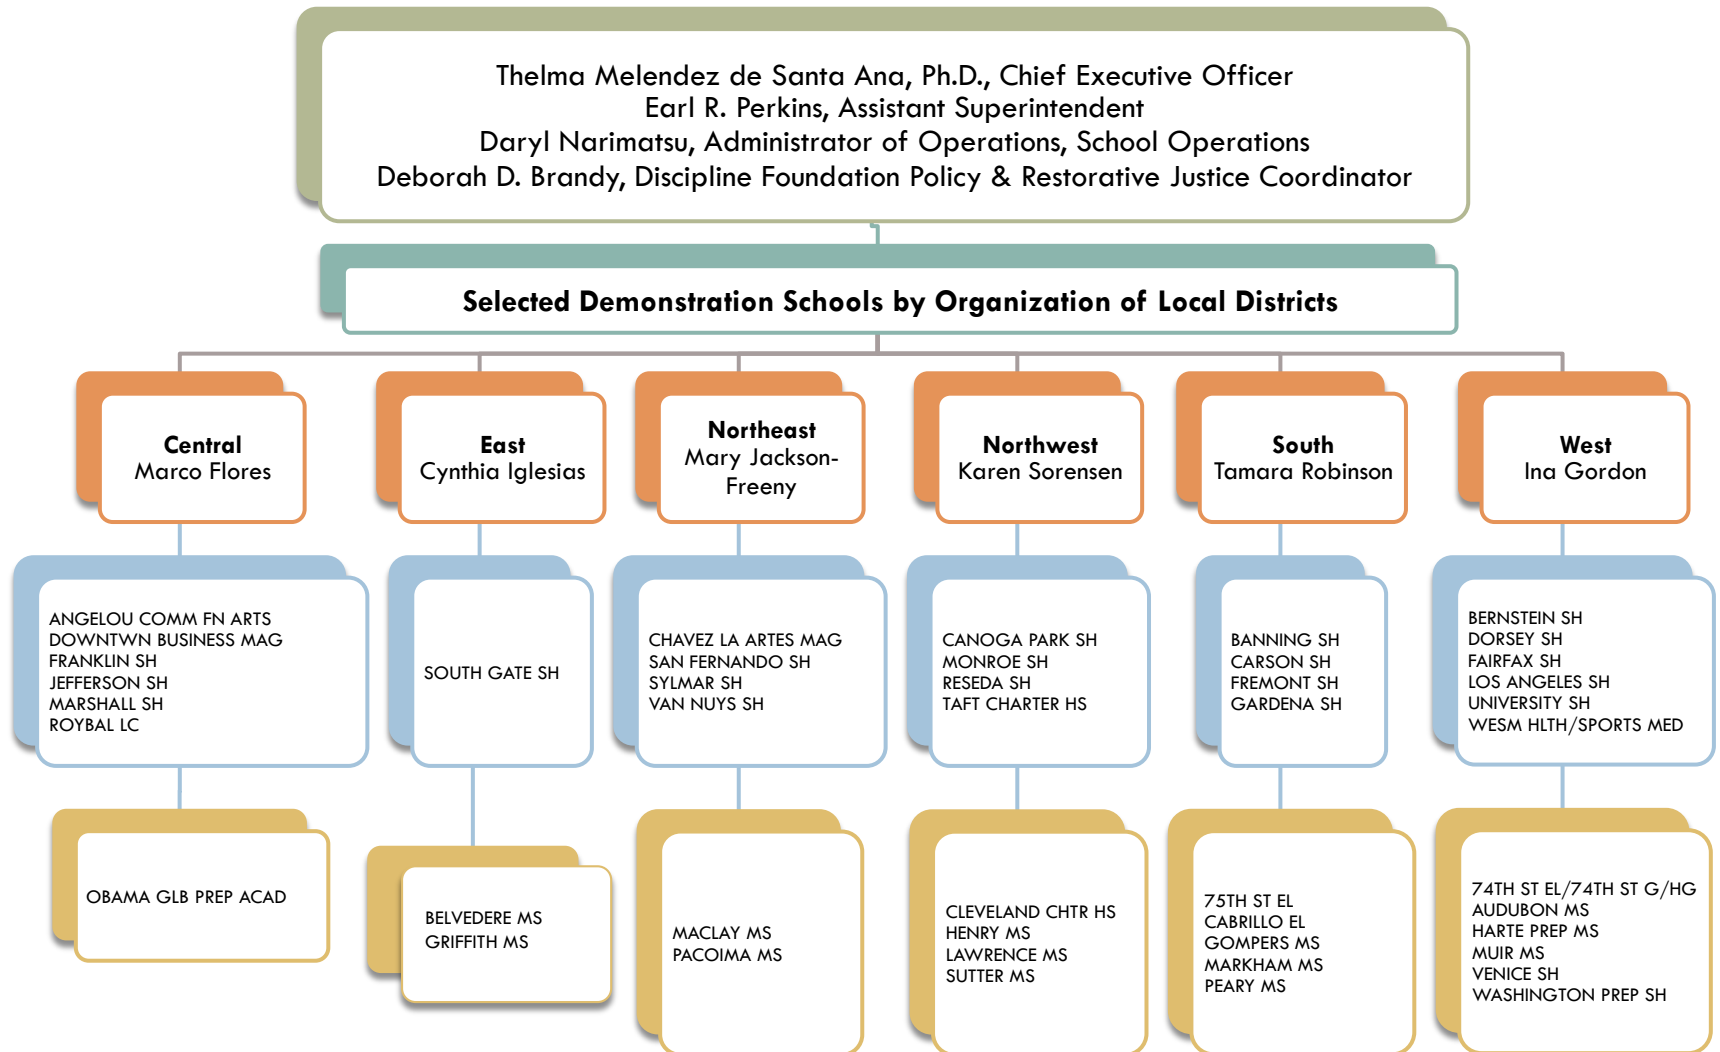 Thelma Melendez de Santa Ana, Ph.D., Chief Executive Officer
Earl R. Perkins, Assistant Superintendent
Daryl Narimatsu, Administrator of Operations, School Operations
Deborah D. Brandy, Discipline Foundation Policy & Restorative Justice Coordinator
Selected Demonstration Schools by Organization of Local Districts
Central
Marco Flores
East
Cynthia Iglesias
Northeast
Mary Jackson-
Freeny
Northwest
Karen Sorensen
South
Tamara Robinson
West
Ina Gordon
ANGELOU COMM FN ARTS
DOWNTWN BUSINESS MAG
FRANKLIN SH
JEFFERSON SH
MARSHALL SH
ROYBAL LC
SOUTH GATE SH
CHAVEZ LA ARTES MAG
SAN FERNANDO SH
SYLMAR SH
VAN NUYS SH
CANOGA PARK SH
MONROE SH
RESEDA SH
TAFT CHARTER HS
BANNING SH
CARSON SH
FREMONT SH
GARDENA SH
BERNSTEIN SH
DORSEY SH
FAIRFAX SH
LOS ANGELES SH
UNIVERSITY SH
WESM HLTH/SPORTS MED
OBAMA GLB PREP ACAD
BELVEDERE MS
GRIFFITH MS
MACLAY MS
PACOIMA MS
CLEVELAND CHTR HS
HENRY MS
LAWRENCE MS
SUTTER MS
75TH ST EL
CABRILLO EL
GOMPERS MS
MARKHAM MS
PEARY MS
74TH ST EL/74TH ST G/HG
AUDUBON MS
HARTE PREP MS
MUIR MS
VENICE SH
WASHINGTON PREP SH